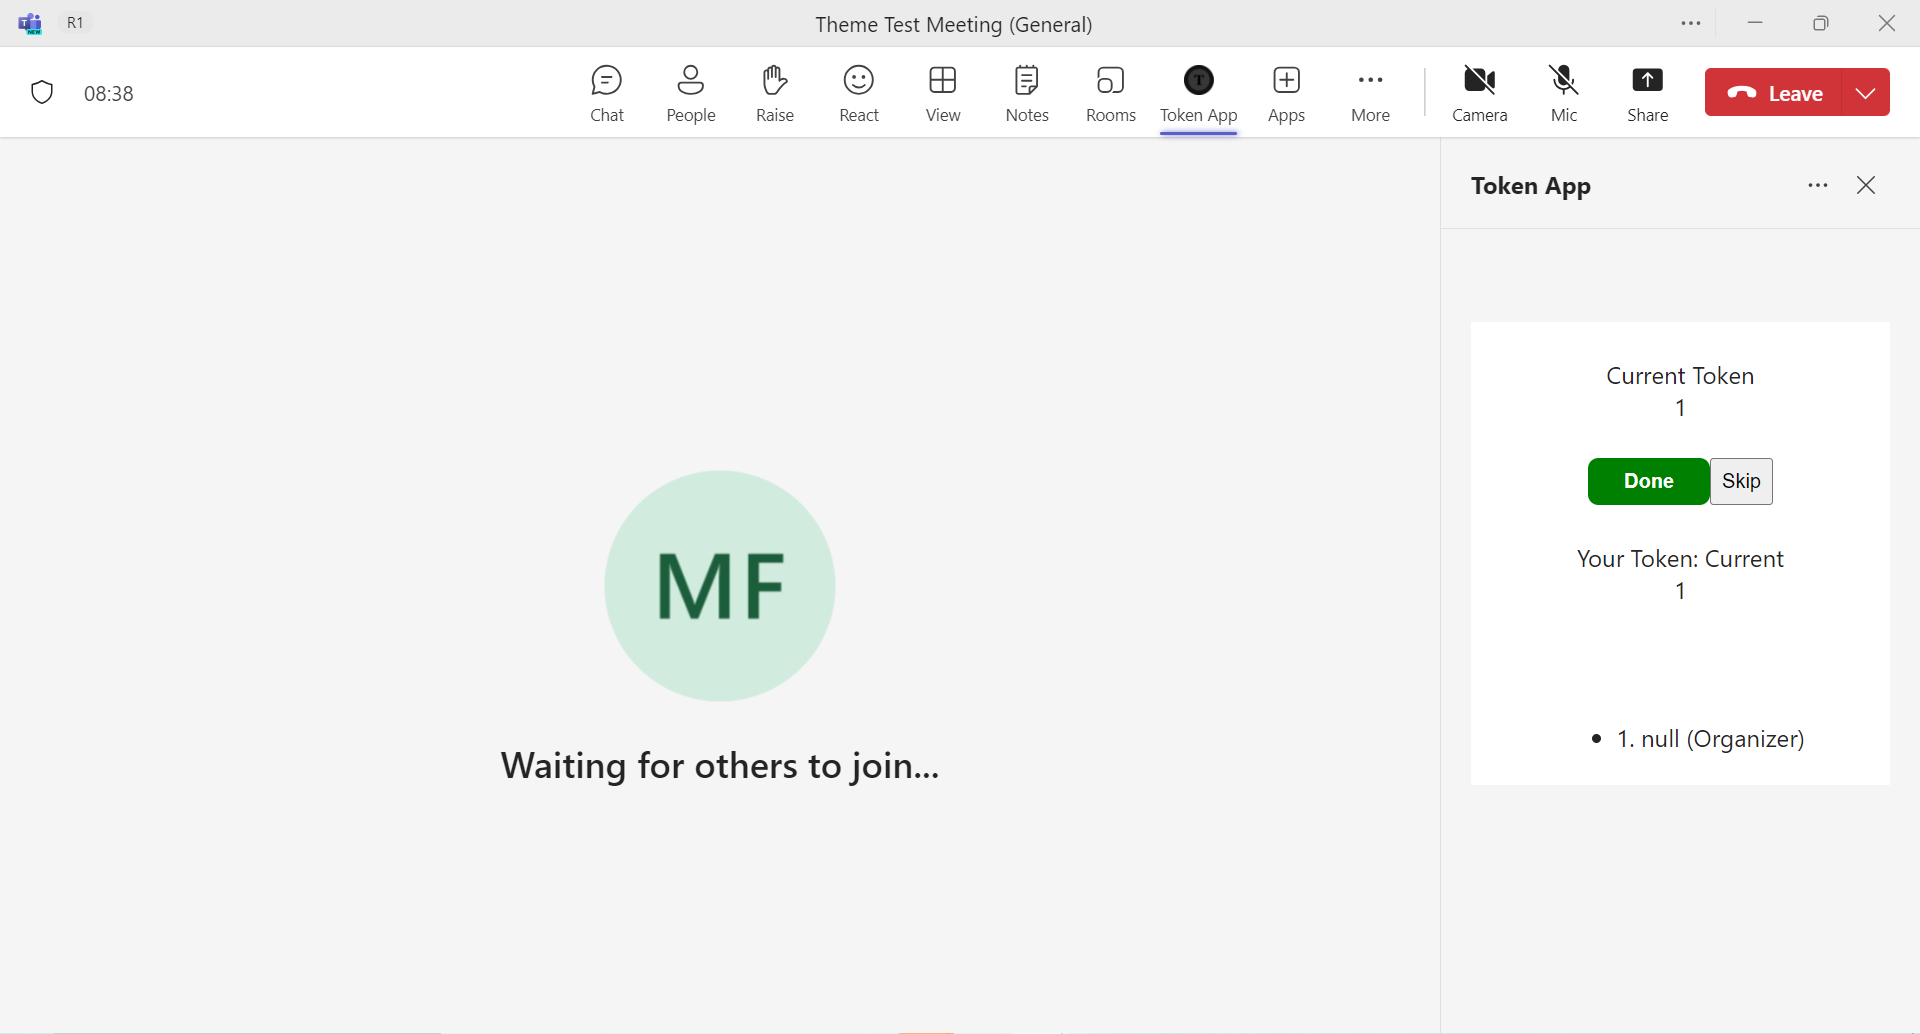 R1
Theme Test Meeting (General)
08:38
Chat
People
Raise
React
View
Notes
Rooms
T
Token App
Apps
More
Camera
Mic
Share
Leave
Token App
Current Token
1
Done
Skip
Your Token: Current
1
MF
Waiting for others to join...
• 1. null (Organizer)